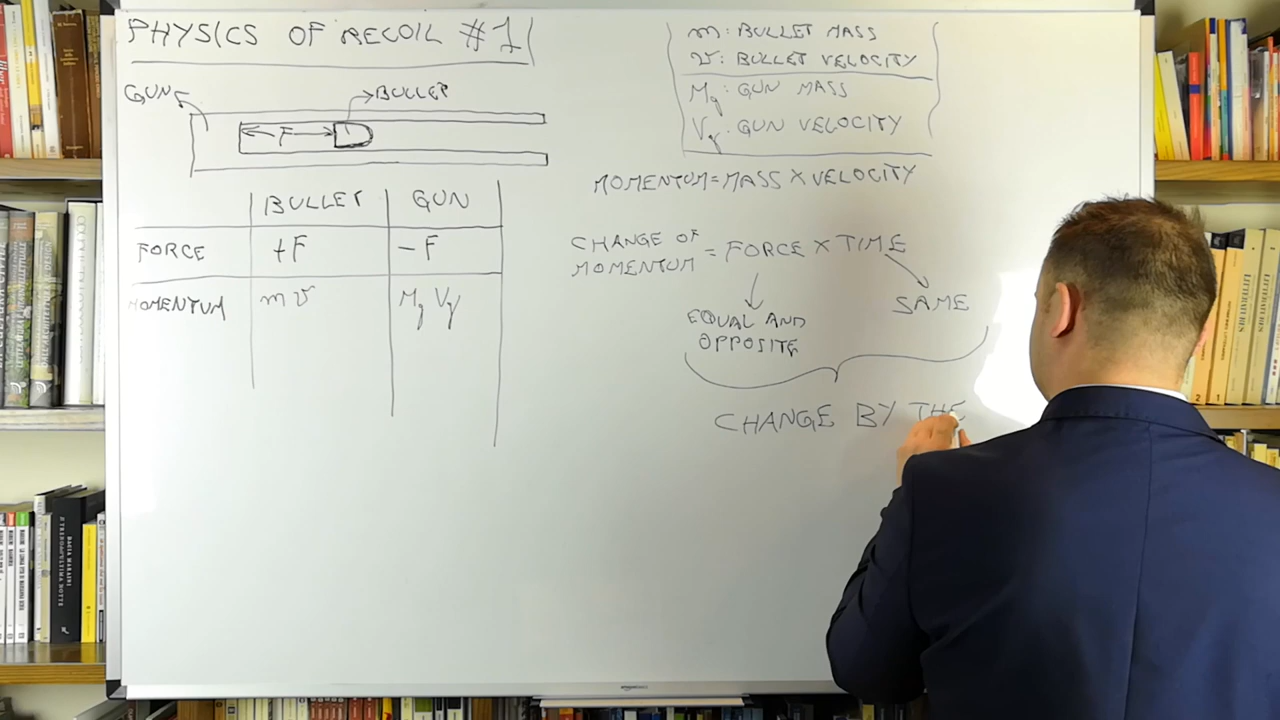 PHYSICS OF RECOIL #1
GUN
BULLET
F
BULLET GUN
FORCE +F -F
MOMENTUM m v Mg Vg
m: BULLET MASS
v: BULLET VELOCITY
Mg: GUN MASS
Vg: GUN VELOCITY
MOMENTUM = MASS X VELOCITY
CHANGE OF
MOMENTUM = FORCE X TIME
SAME
EQUAL AND
OPPOSITE
CHANGE BY THE